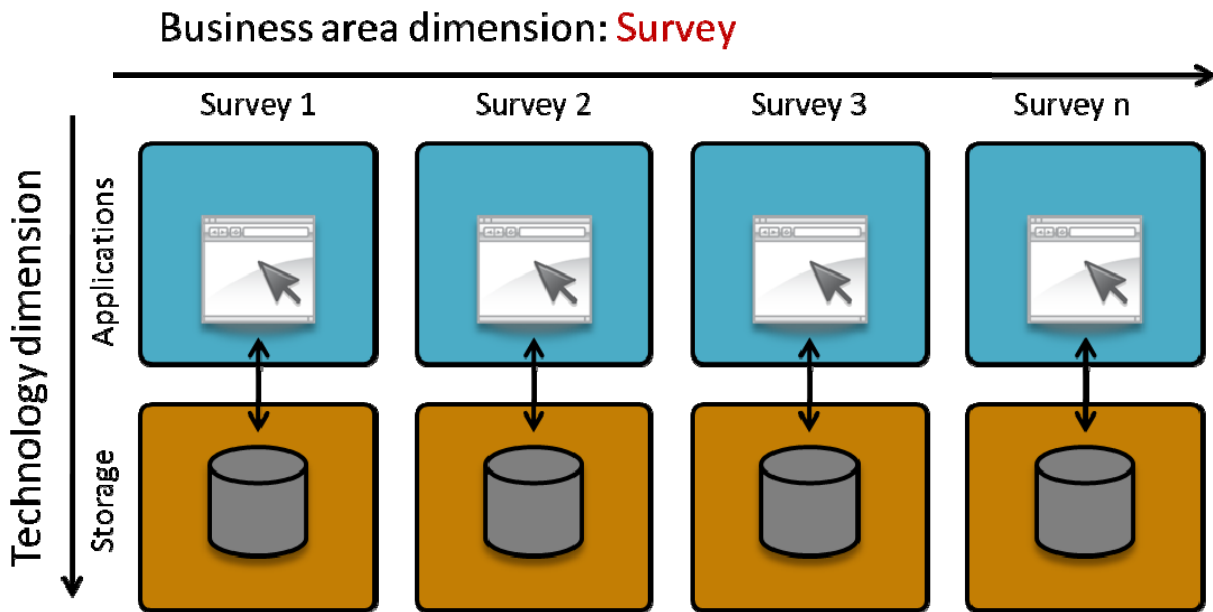 Business area dimension: Survey
Survey 1
Survey 2
Survey 3
Survey n
Technology dimension
Applications
Storage